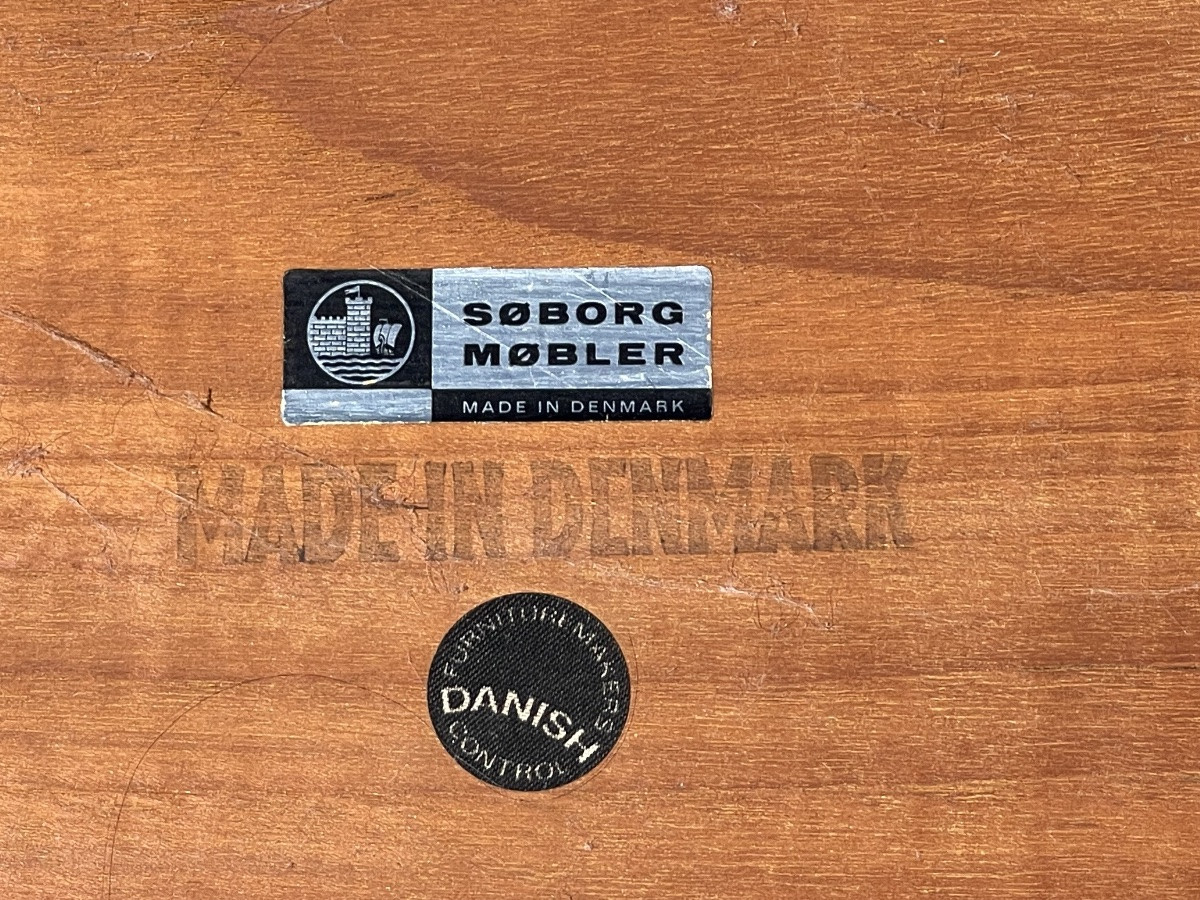 SØBORG
MØBLER
MADE IN DENMARK
MADE IN DENMARK
FURNITUREMAKERS
DANISH
CONTROL